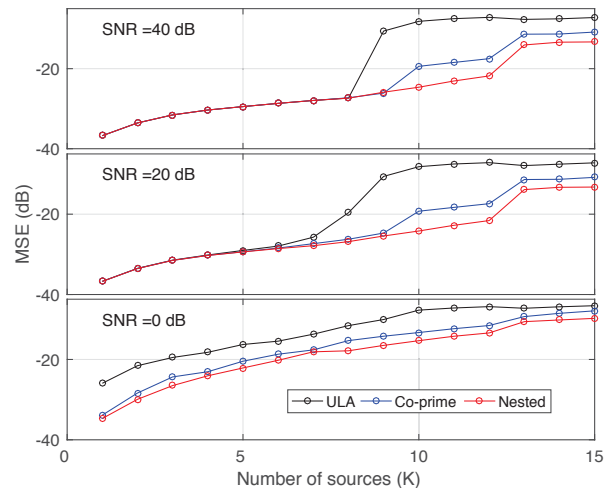 SNR =40 dB
-20
-40
SNR =20 dB
-20
-40
SNR =0 dB
-20
-40
MSE (dB)
ULA Co-prime Nested
0 5 10 15
Number of sources (K)